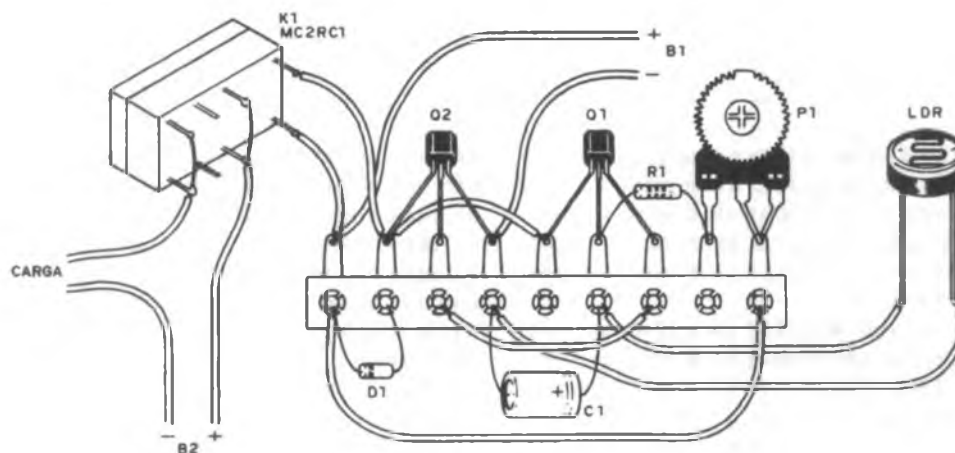 K1
MC2RC1
+
B1
−
Q2
Q1
P1
LDR
R1
CARGA
D1
+
C1
− +
B2